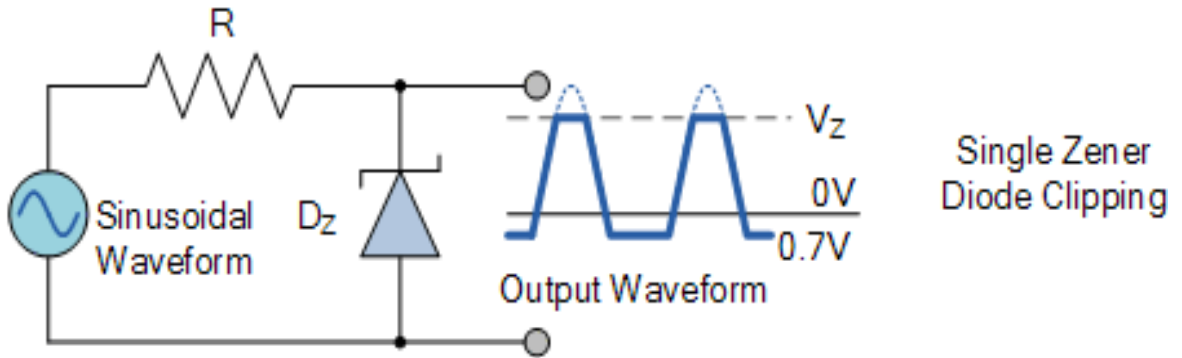 R
Sinusoidal
Waveform
DZ
VZ
0V
0.7V
Output Waveform
Single Zener
Diode Clipping